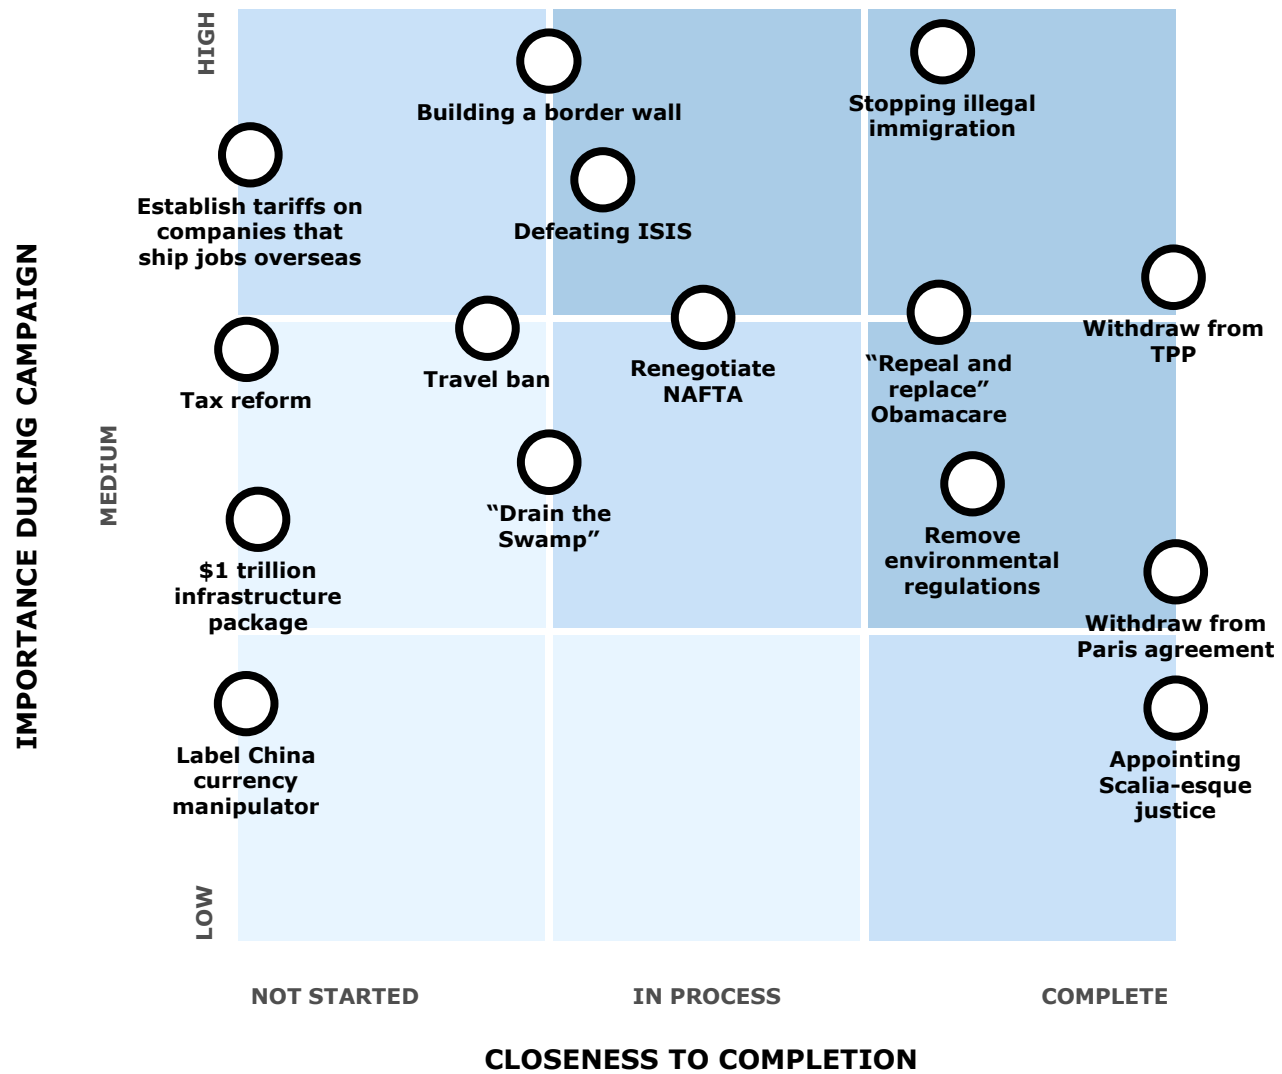 HIGH
Building a border wall
Stopping illegal
immigration
Establish tariffs on
companies that
ship jobs overseas
Defeating ISIS
Withdraw from
TPP
Travel ban
Renegotiate
NAFTA
“Repeal and
replace”
Obamacare
Tax reform
IMPORTANCE DURING CAMPAIGN
MEDIUM
“Drain the
Swamp”
Remove
environmental
regulations
$1 trillion
infrastructure
package
Withdraw from
Paris agreement
Label China
currency
manipulator
Appointing
Scalia-esque
justice
LOW
NOT STARTED
IN PROCESS
COMPLETE
CLOSENESS TO COMPLETION